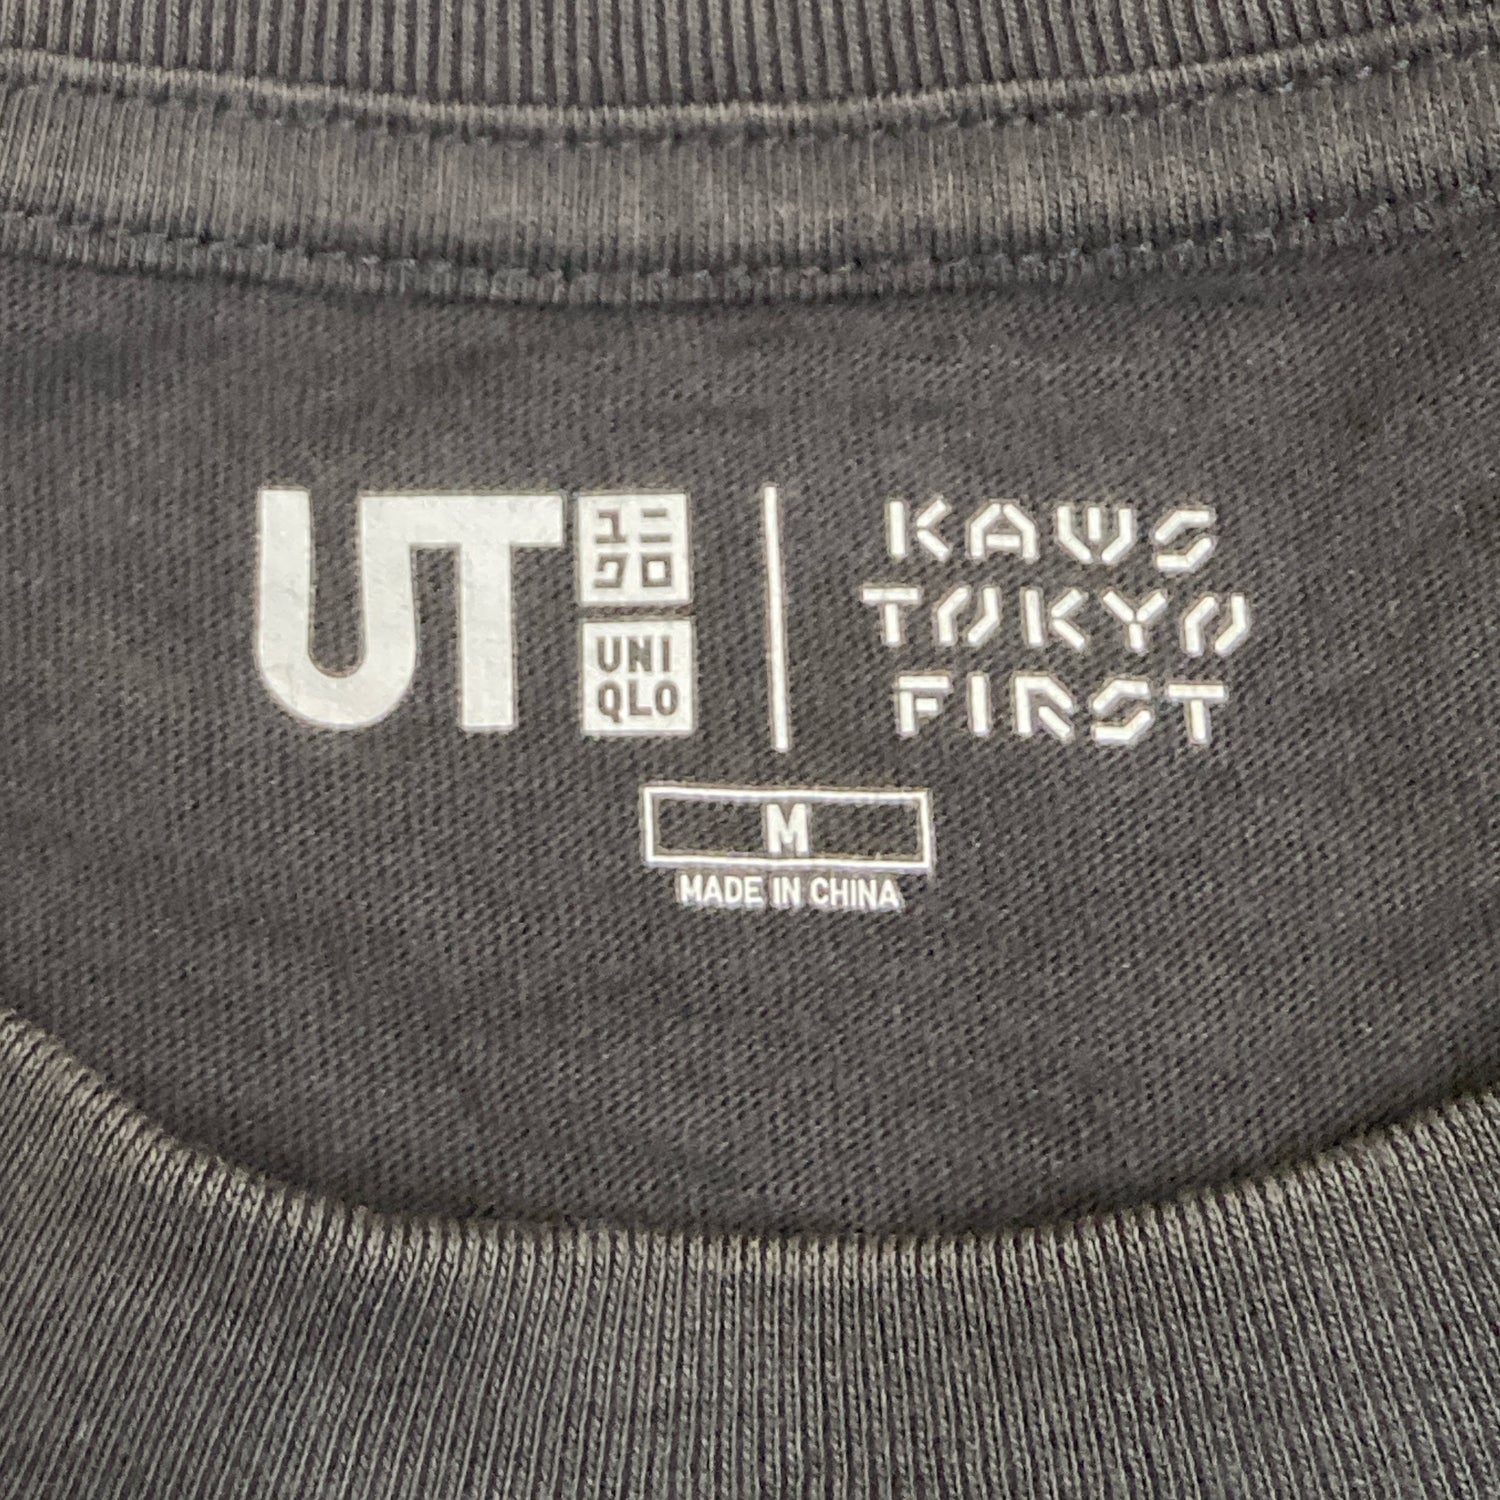 UT
ユニ
クロ
UNI
QLO
KAWS
TOKYO
FIRST
M
MADE IN CHINA